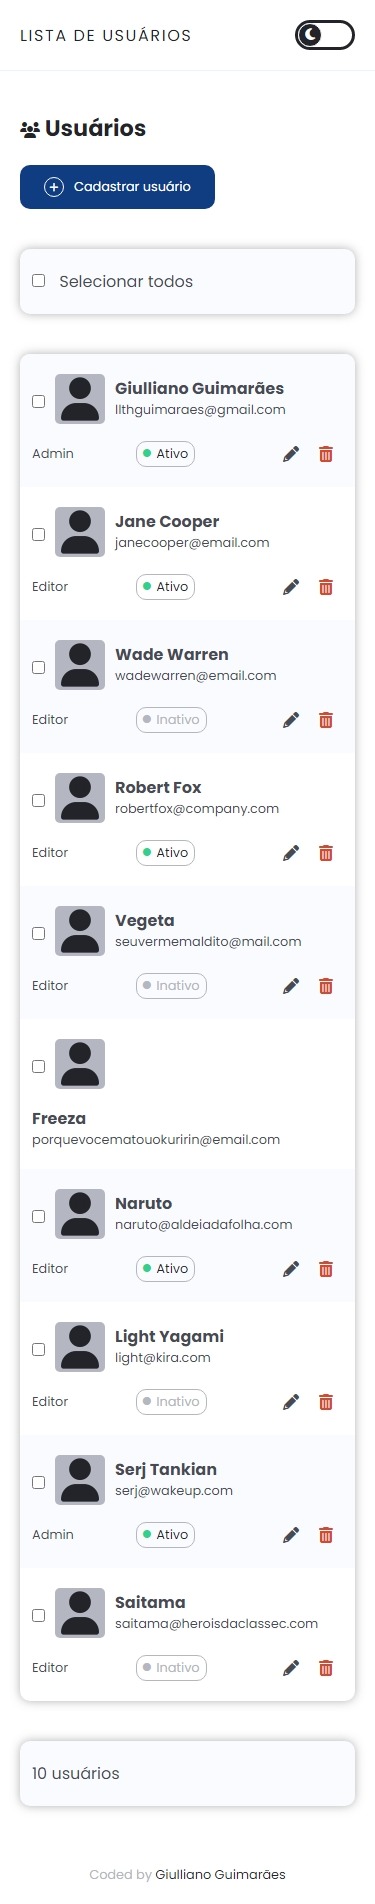 LISTA DE USUÁRIOS
Usuários
Cadastrar usuário
Selecionar todos
Giulliano Guimarães
llthguimaraes@gmail.com
Admin Ativo
Jane Cooper
janecooper@email.com
Editor Ativo
Wade Warren
wadewarren@email.com
Editor Inativo
Robert Fox
robertfox@company.com
Editor Ativo
Vegeta
seuvermemaldito@mail.com
Editor Inativo
Freeza
porquevocematouokuririn@email.com
Naruto
naruto@aldeiadafolha.com
Editor Ativo
Light Yagami
light@kira.com
Editor Inativo
Serj Tankian
serj@wakeup.com
Admin Ativo
Saitama
saitama@heroisdaclassec.com
Editor Inativo
10 usuários
Coded by Giulliano Guimarães